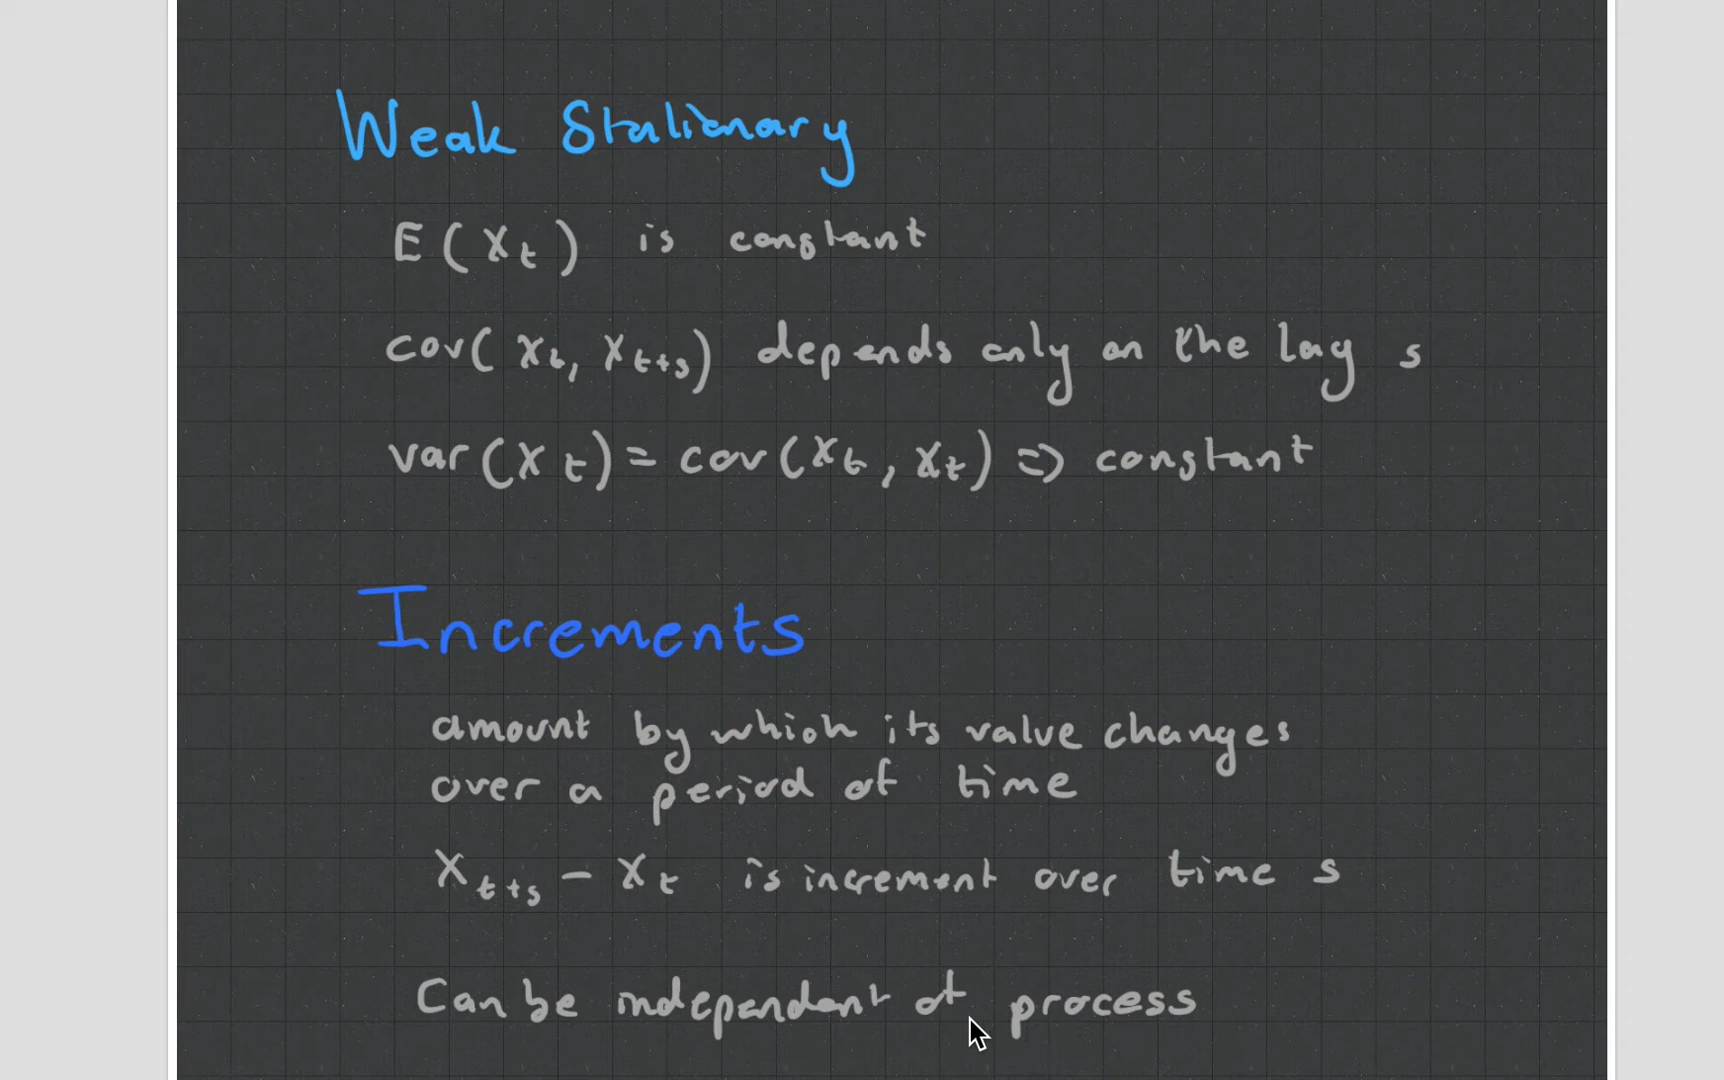 Weak Stationary
E(Xt) is constant
cov(Xt, Xt+s) depends only on the lag s
var(Xt) = cov(Xt, Xt) => constant
Increments
amount by which its value changes
over a period of time
Xt+s - Xt is increment over time s
Can be independent of process